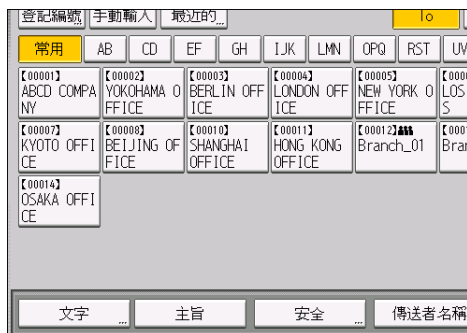 登記編號 手動輸入 最近的 To
常用 AB CD EF GH IJK LMN OPQ RST UV
【00001】 【00002】 【00003】 【00004】 【00005】 【000
ABCD COMPA YOKOHAMA O BERLIN OFF LONDON OFF NEW YORK O LOS
NY FFICE ICE ICE FFICE S
【00007】 【00008】 【00010】 【00011】 【00012】 【000
KYOTO OFFI BEIJING OF SHANGHAI HONG KONG Branch_01 Bran
CE FICE OFFICE OFFICE
【00014】
OSAKA OFFI
CE
文字 主旨 安全 傳送者名稱